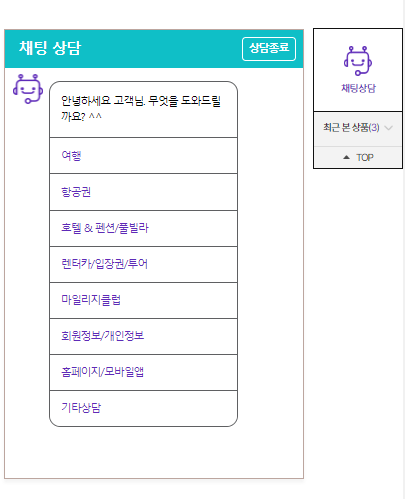 채팅 상담
상담종료
안녕하세요 고객님. 무엇을 도와드릴
까요? ^^
여행
항공권
호텔 & 펜션/풀빌라
렌터카/입장권/투어
마일리지클럽
회원정보/개인정보
홈페이지/모바일앱
기타상담
채팅상담
최근 본 상품(3)
TOP